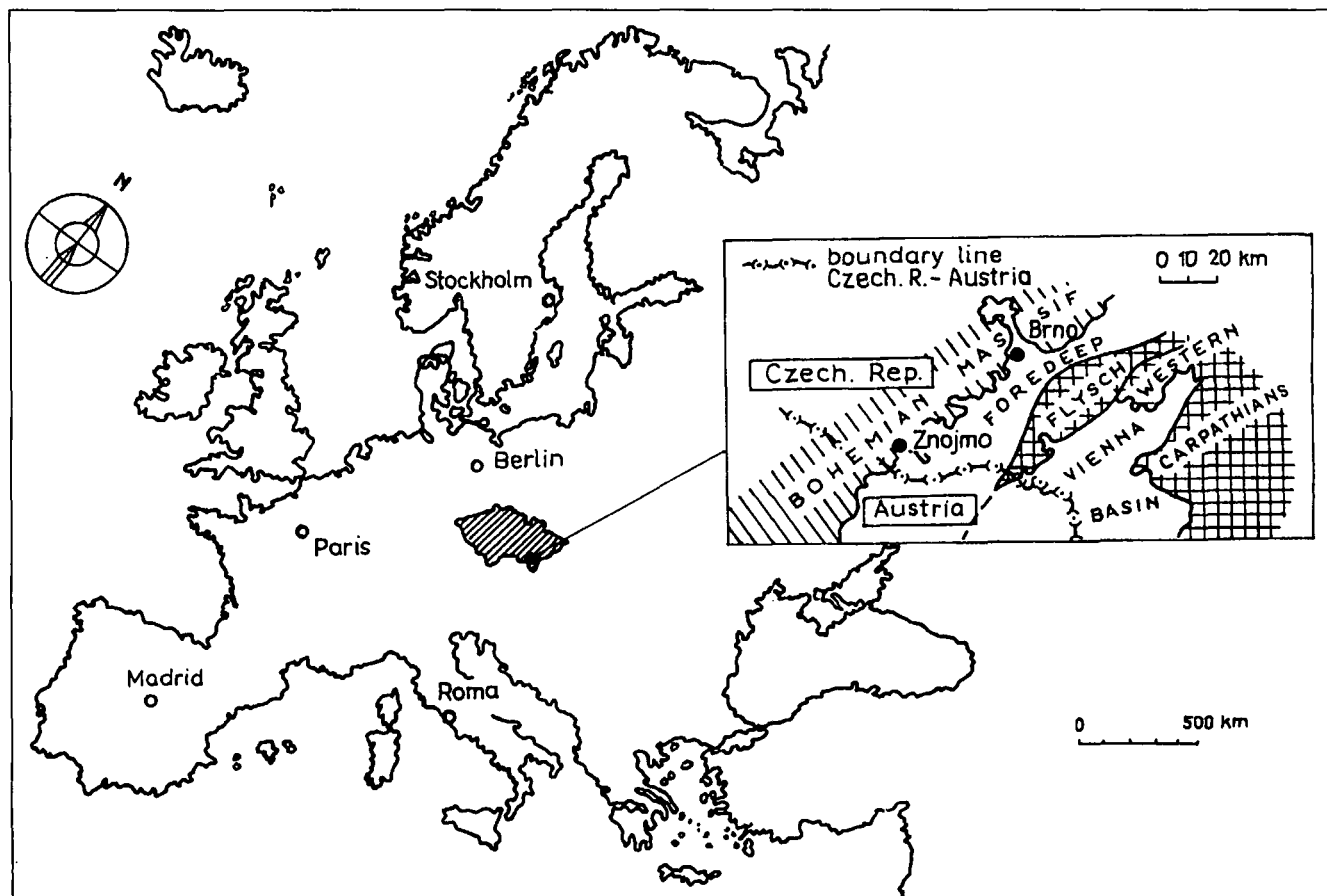 N
Stockholm
Berlin
Paris
Madrid
Roma
0 500 km
boundary line
Czech. R. - Austria
0 10 20 km
Czech. Rep.
Austria
BOHEMIAN MASSIF
Brno
Znojmo
FOREDEEP
FLYSCH
WESTERN
CARPATHIANS
VIENNA
BASIN